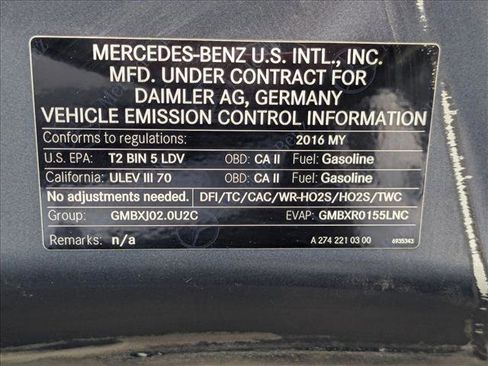 MERCEDES-BENZ U.S. INTL., INC.
MFD. UNDER CONTRACT FOR
DAIMLER AG, GERMANY
VEHICLE EMISSION CONTROL INFORMATION
Conforms to regulations: 2016 MY
U.S. EPA: T2 BIN 5 LDV OBD: CA II Fuel: Gasoline
California: ULEV III 70 OBD: CA II Fuel: Gasoline
No adjustments needed. DFI/TC/CAC/WR-HO2S/HO2S/TWC
Group: GMBXJ02.0U2C EVAP: GMBXR0155LNC
Remarks: n/a A 274 221 03 00 6935343